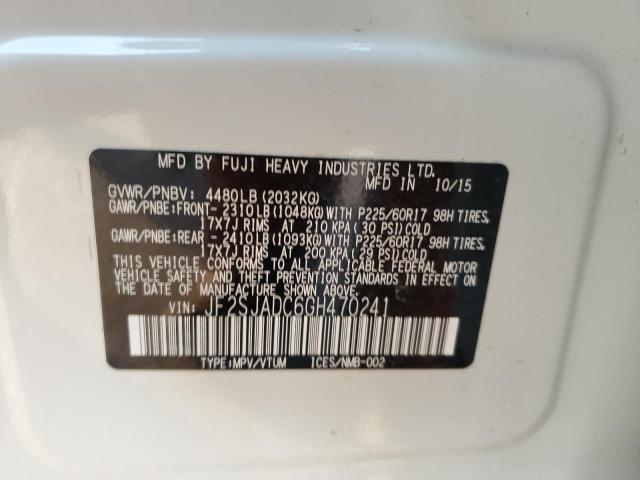 MFD BY FUJI HEAVY INDUSTRIES LTD.
MFD IN 10/15
GVWR/PNBV: 4480LB (2032KG)
GAWR/PNBE:FRONT- 2310LB (1048KG) WITH P225/60R17 98H TIRES,
17X7J RIMS AT 210 KPA ( 30 PSI) COLD
GAWR/PNBE:REAR - 2410LB (1093KG) WITH P225/60R17 98H TIRES,
17X7J RIMS AT 200 KPA ( 29 PSI) COLD
THIS VEHICLE CONFORMS TO ALL APPLICABLE FEDERAL MOTOR
VEHICLE SAFETY AND THEFT PREVENTION STANDARDS IN EFFECT ON
THE DATE OF MANUFACTURE SHOWN ABOVE.
VIN: JF2SJADC6GH470241
TYPE:MPV/VTUM ICES/NMB-002